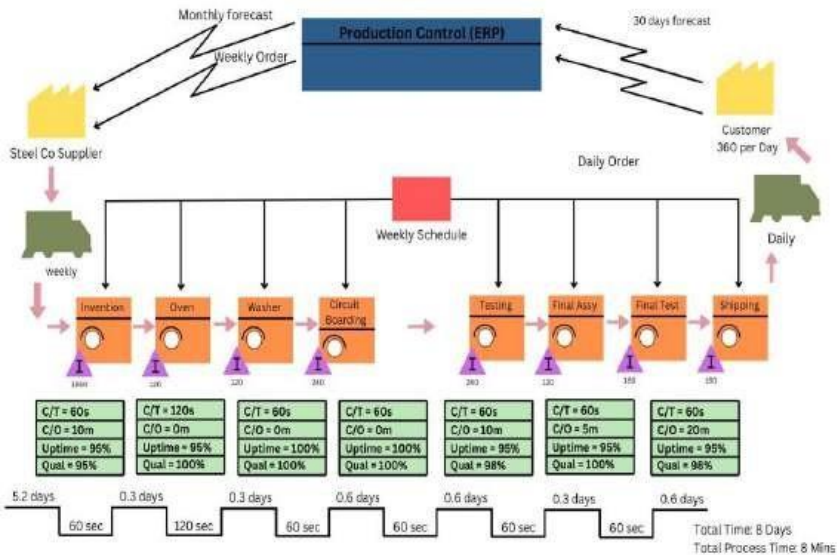 Monthly forecast
Production Control (ERP)
30 days forecast
Weekly Order
Steel Co Supplier
Customer
360 per Day
Daily Order
Weekly Schedule
weekly
Daily
Invention
Oven
Washer
Circuit
Boarding
Testing
Final Assy
Final Test
Shipping
I
I
I
I
I
I
I
I
120
240
120
C/T = 60s
C/O = 10m
Uptime = 95%
Qual = 95%
C/T = 120s
C/O = 0m
Uptime = 95%
Qual = 100%
C/T = 60s
C/O = 0m
Uptime = 100%
Qual = 100%
C/T = 60s
C/O = 0m
Uptime = 100%
Qual = 100%
C/T = 60s
C/O = 10m
Uptime = 95%
Qual = 98%
C/T = 60s
C/O = 5m
Uptime = 95%
Qual = 100%
C/T = 60s
C/O = 20m
Uptime = 95%
Qual = 98%
5.2 days
0.3 days
0.3 days
0.6 days
0.6 days
0.3 days
0.6 days
60 sec
120 sec
60 sec
60 sec
60 sec
60 sec
Total Time: 8 Days
Total Process Time: 8 Mins